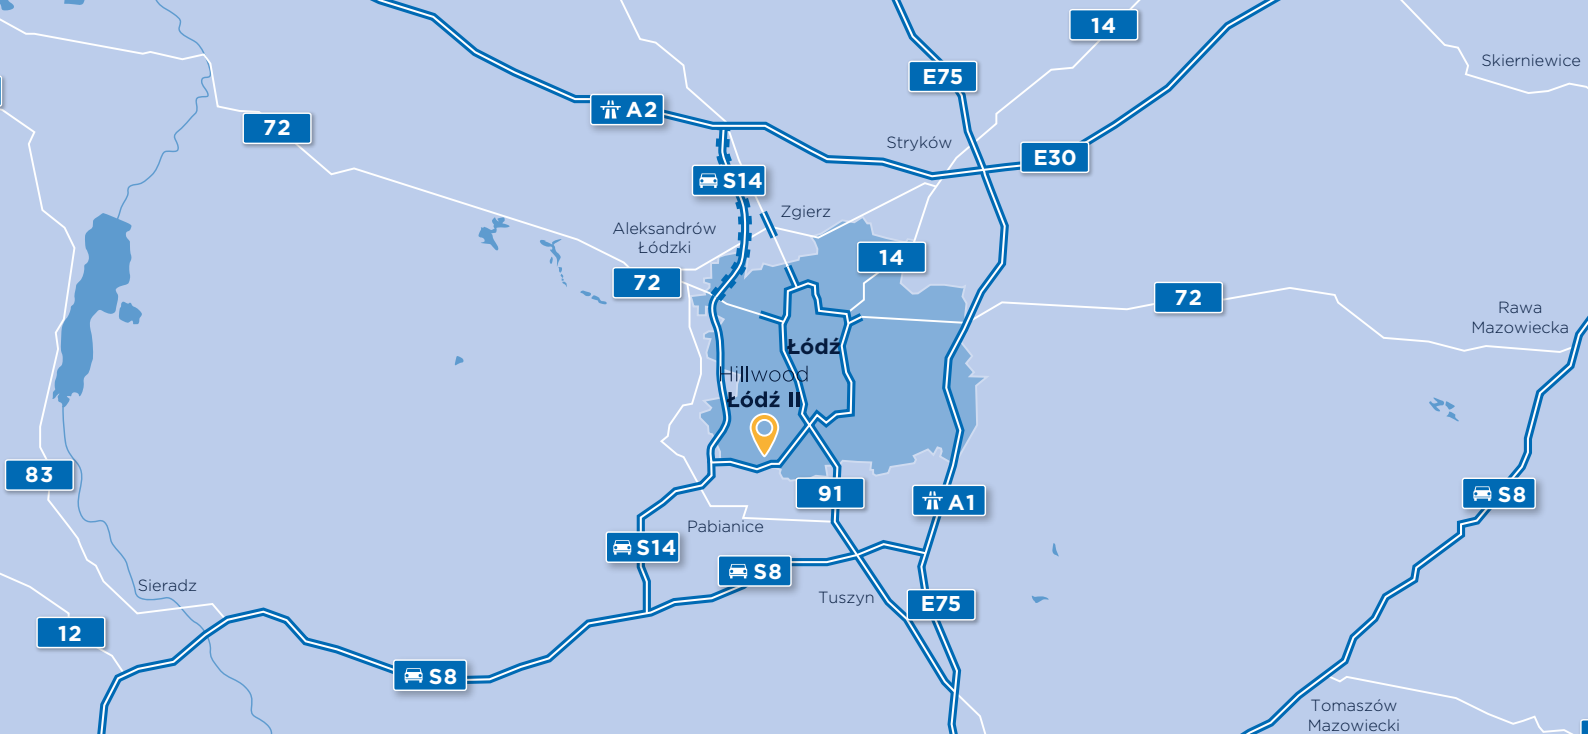 14
Skierniewice
E75
A2
72
Stryków
E30
S14
Zgierz
Aleksandrów
Łódzki
14
72
72
Rawa
Mazowiecka
Łódź
Hillwood
Łódź II
83
91
A1
S8
Pabianice
S14
S8
Sieradz
Tuszyn
E75
12
S8
Tomaszów
Mazowiecki